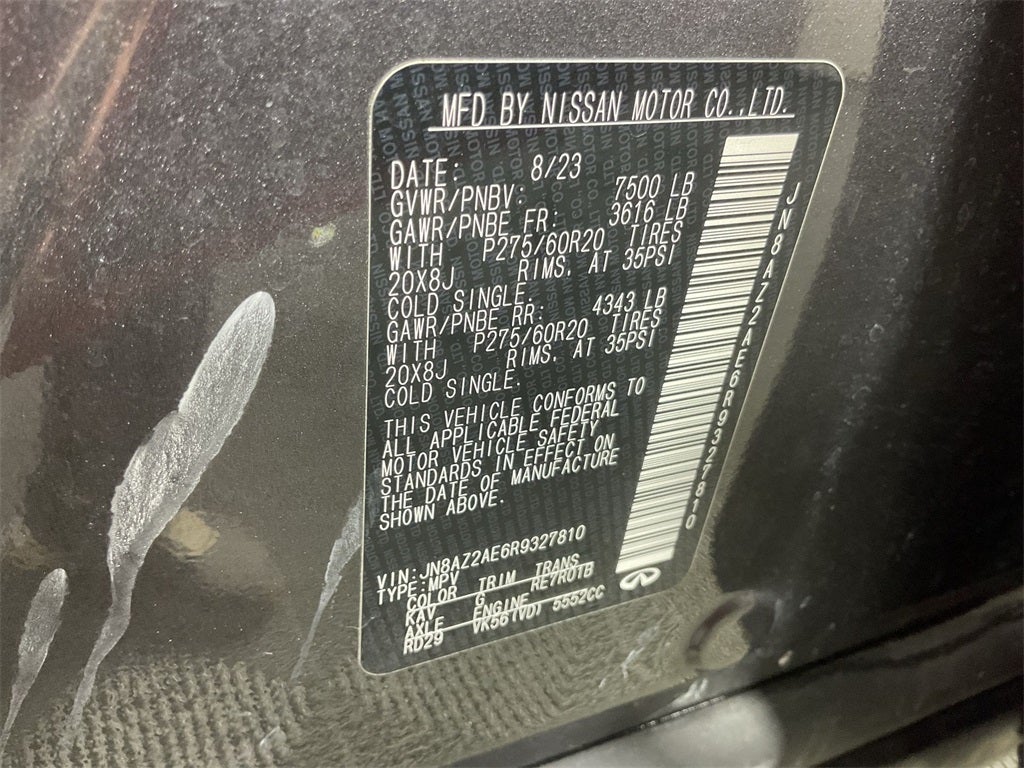 MFD BY NISSAN MOTOR CO.,LTD.
DATE: 8/23
GVWR/PNBV: 7500 LB
GAWR/PNBE FR: 3616 LB
WITH P275/60R20 TIRES
20X8J RIMS, AT 35PSI
COLD SINGLE.
GAWR/PNBE RR: 4343 LB
WITH P275/60R20 TIRES
20X8J RIMS, AT 35PSI
COLD SINGLE.
THIS VEHICLE CONFORMS TO
ALL APPLICABLE FEDERAL
MOTOR VEHICLE SAFETY
STANDARDS IN EFFECT ON
THE DATE OF MANUFACTURE
SHOWN ABOVE.
VIN:JN8AZ2AE6R9327810
TYPE:MPV
COLOR TRIM TRANS
KAV G RE7R01B
AXLE ENGINE
RD29 VK56(VD) 5552CC
JN8AZ2AE6R9327810